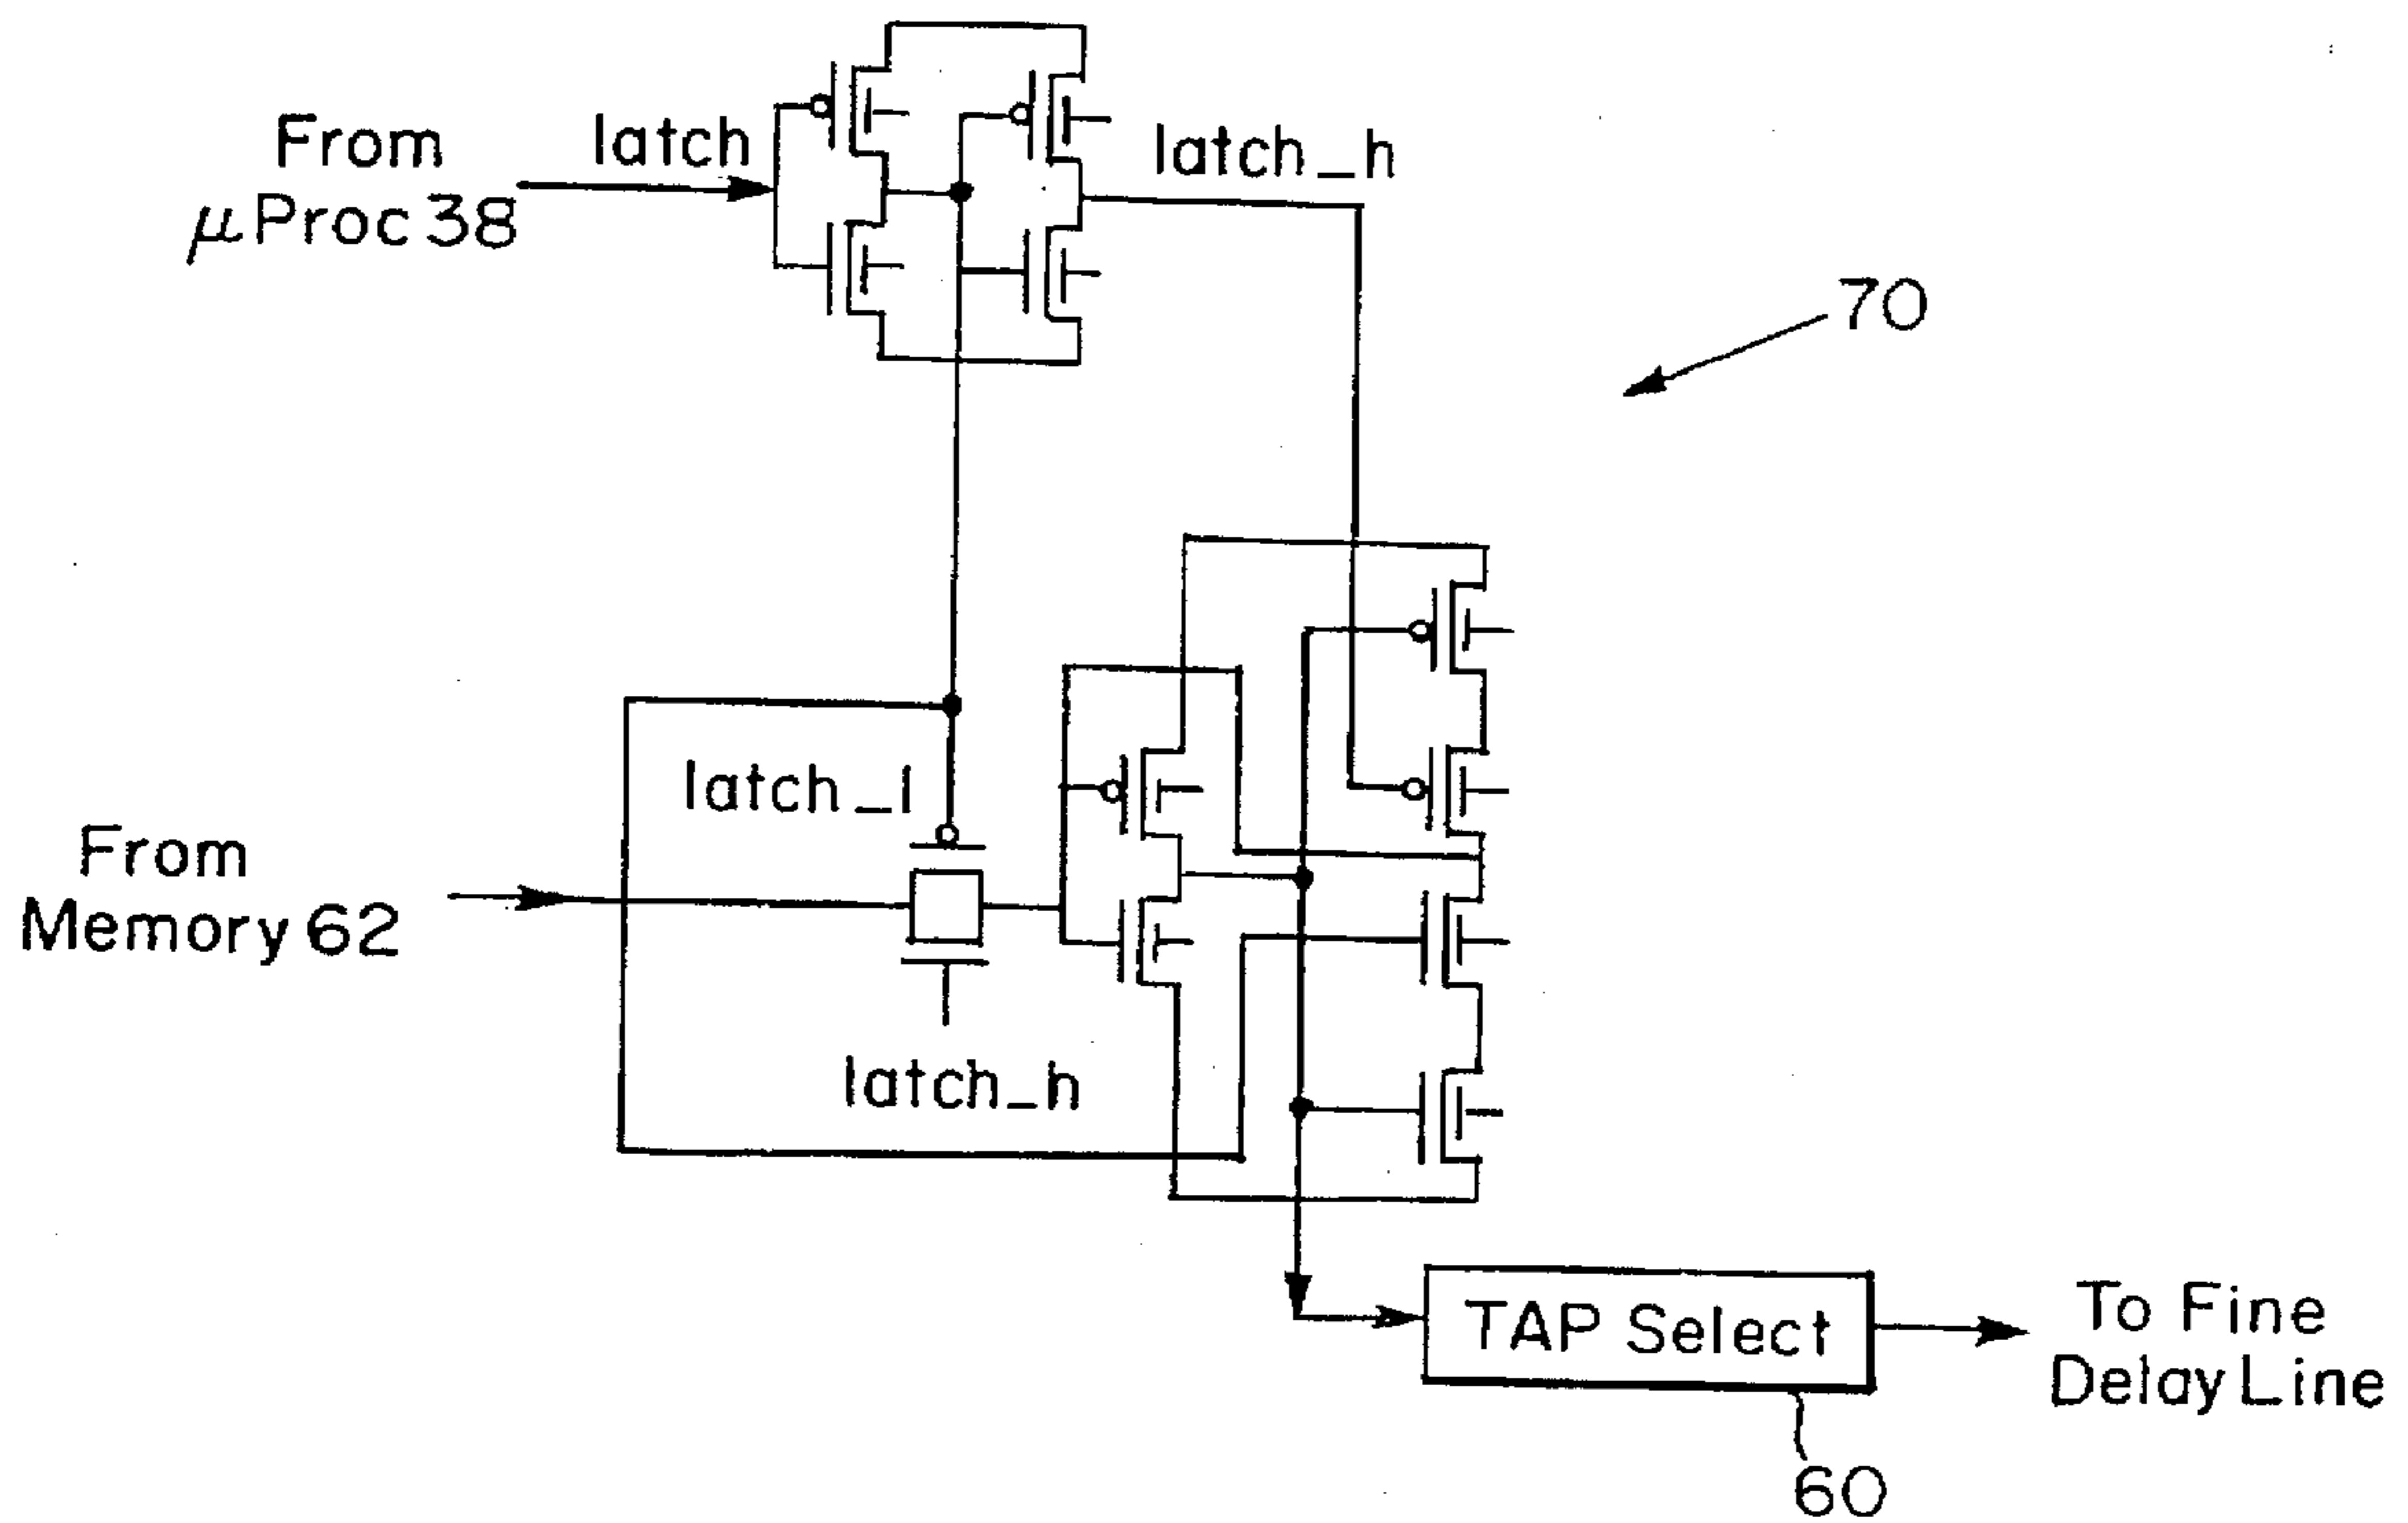 From
μProc 38
latch
latch_h
70
latch_l
From
Memory 62
latch_h
TAP Select
To Fine
Delay Line
60